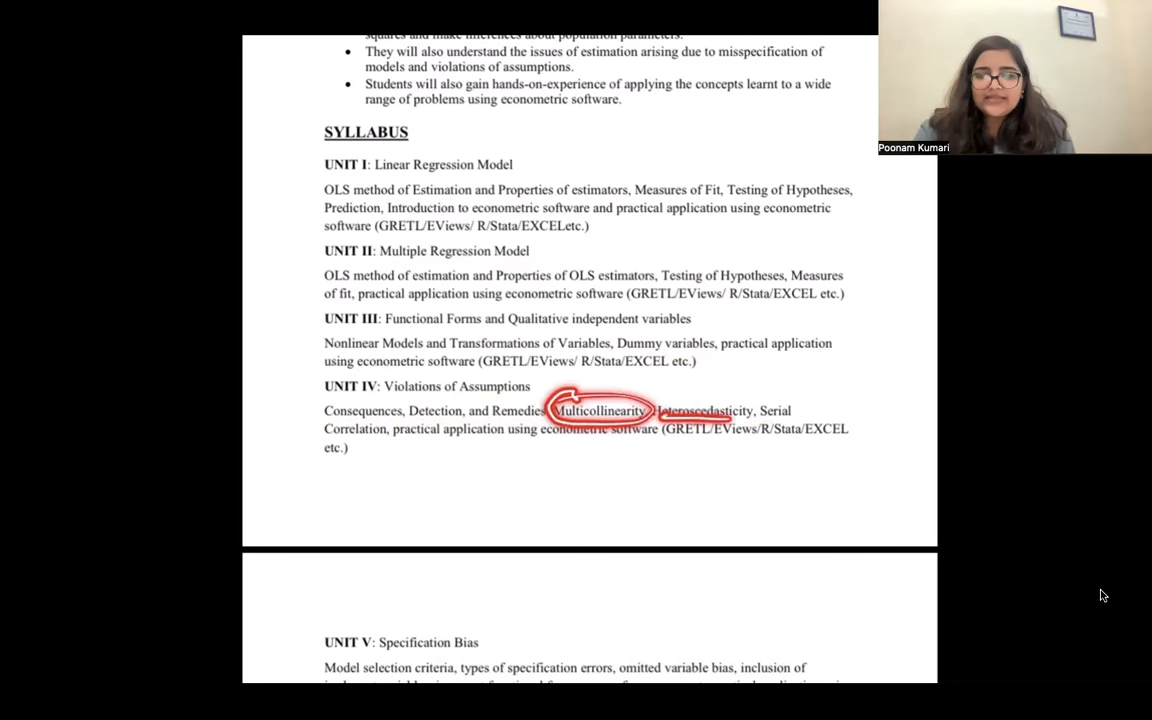 squares and make inferences about population parameters.
• They will also understand the issues of estimation arising due to misspecification of
models and violations of assumptions.
• Students will also gain hands-on-experience of applying the concepts learnt to a wide
range of problems using econometric software.
Poonam Kumari
SYLLABUS
UNIT I: Linear Regression Model
OLS method of Estimation and Properties of estimators, Measures of Fit, Testing of Hypotheses,
Prediction, Introduction to econometric software and practical application using econometric
software (GRETL/EViews/ R/Stata/EXCELetc.)
UNIT II: Multiple Regression Model
OLS method of estimation and Properties of OLS estimators, Testing of Hypotheses, Measures
of fit, practical application using econometric software (GRETL/EViews/ R/Stata/EXCEL etc.)
UNIT III: Functional Forms and Qualitative independent variables
Nonlinear Models and Transformations of Variables, Dummy variables, practical application
using econometric software (GRETL/EViews/ R/Stata/EXCEL etc.)
UNIT IV: Violations of Assumptions
Consequences, Detection, and Remedies Multicollinearity Heteroscedasticity, Serial
Correlation, practical application using econometric software (GRETL/EViews/R/Stata/EXCEL
etc.)
UNIT V: Specification Bias
Model selection criteria, types of specification errors, omitted variable bias, inclusion of